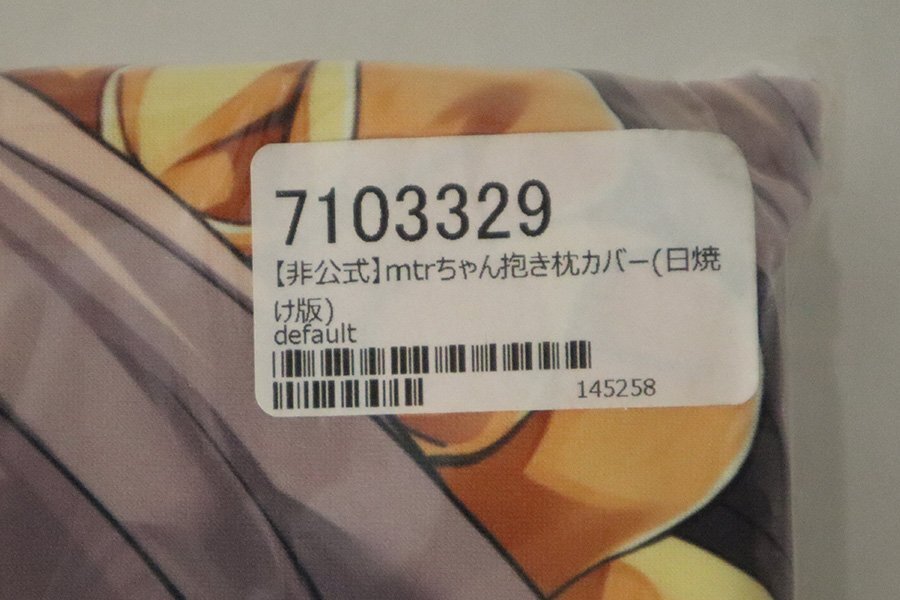 7103329
【非公式】mtrちゃん抱き枕カバー(日焼
け版)
default
145258